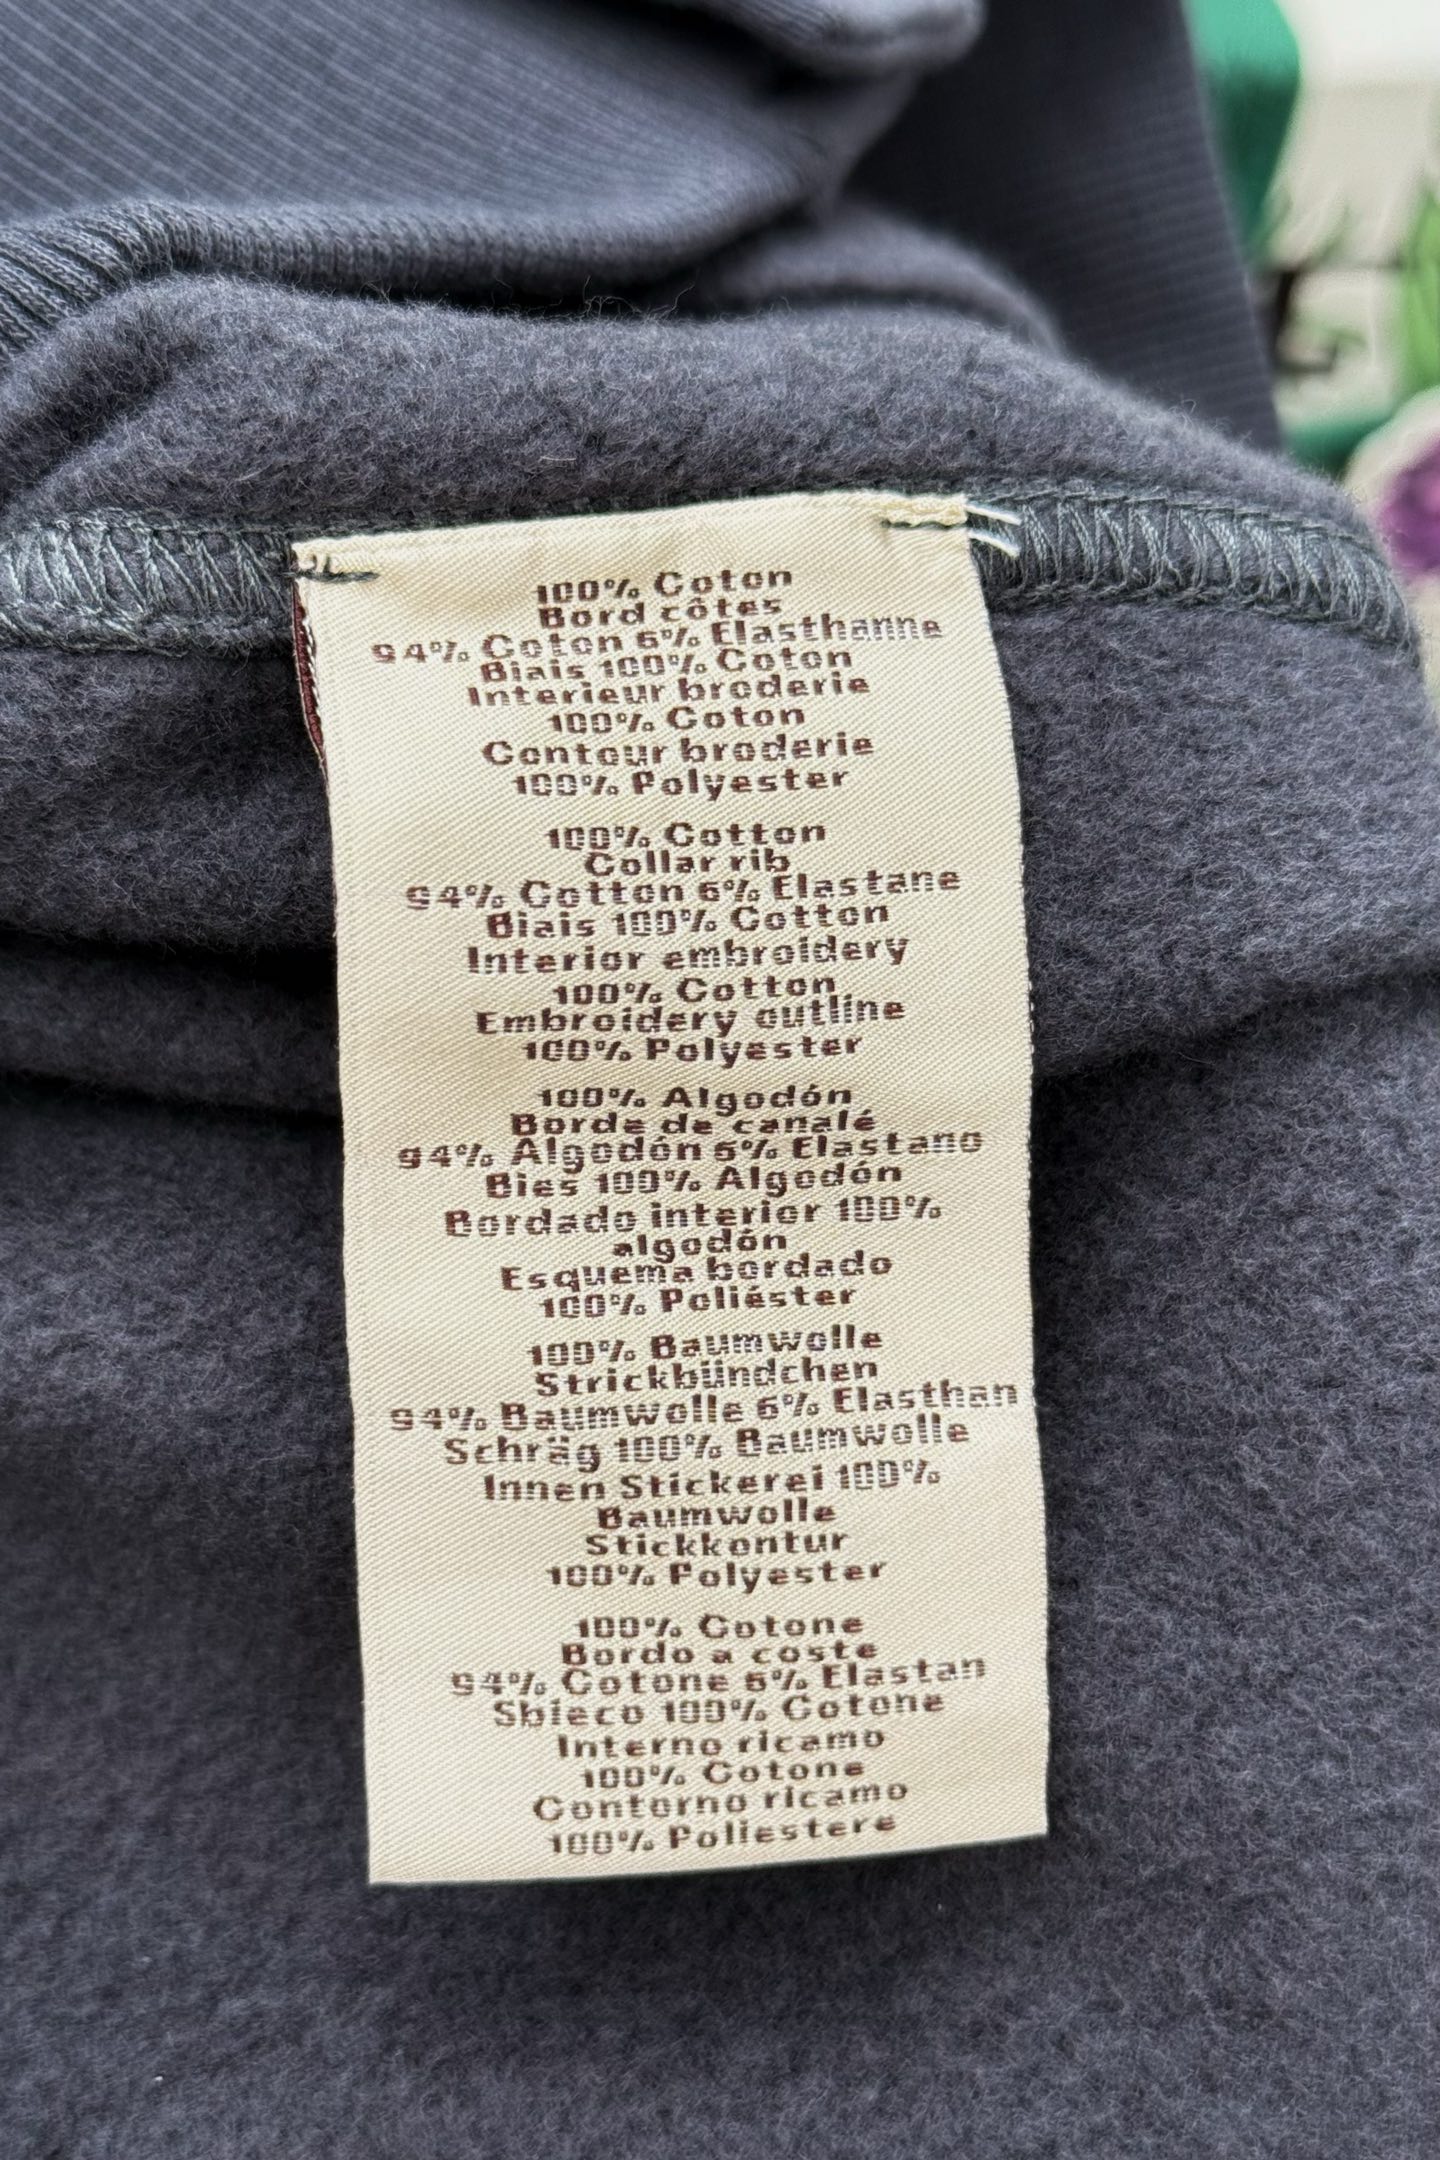 100% Coton
Bord côtes
94% Coton 6% Elasthanne
Biais 100% Coton
Interieur broderie
100% Coton
Contour broderie
100% Polyester
100% Cotton
Collar rib
94% Cotton 6% Elastane
Biais 100% Cotton
Interior embroidery
100% Cotton
Embroidery outline
100% Polyester
100% Algodón
Borde de canalé
94% Algodón 6% Elastano
Bies 100% Algodón
Bordado interior 100%
algodón
Esquema bordado
100% Poliéster
100% Baumwolle
Strickbündchen
94% Baumwolle 6% Elasthan
Schräg 100% Baumwolle
Innen Stickerei 100%
Baumwolle
Stickkontur
100% Polyester
100% Cotone
Bordo a coste
94% Cotone 6% Elastan
Sbieco 100% Cotone
Interno ricamo
100% Cotone
Contorno ricamo
100% Poliestere